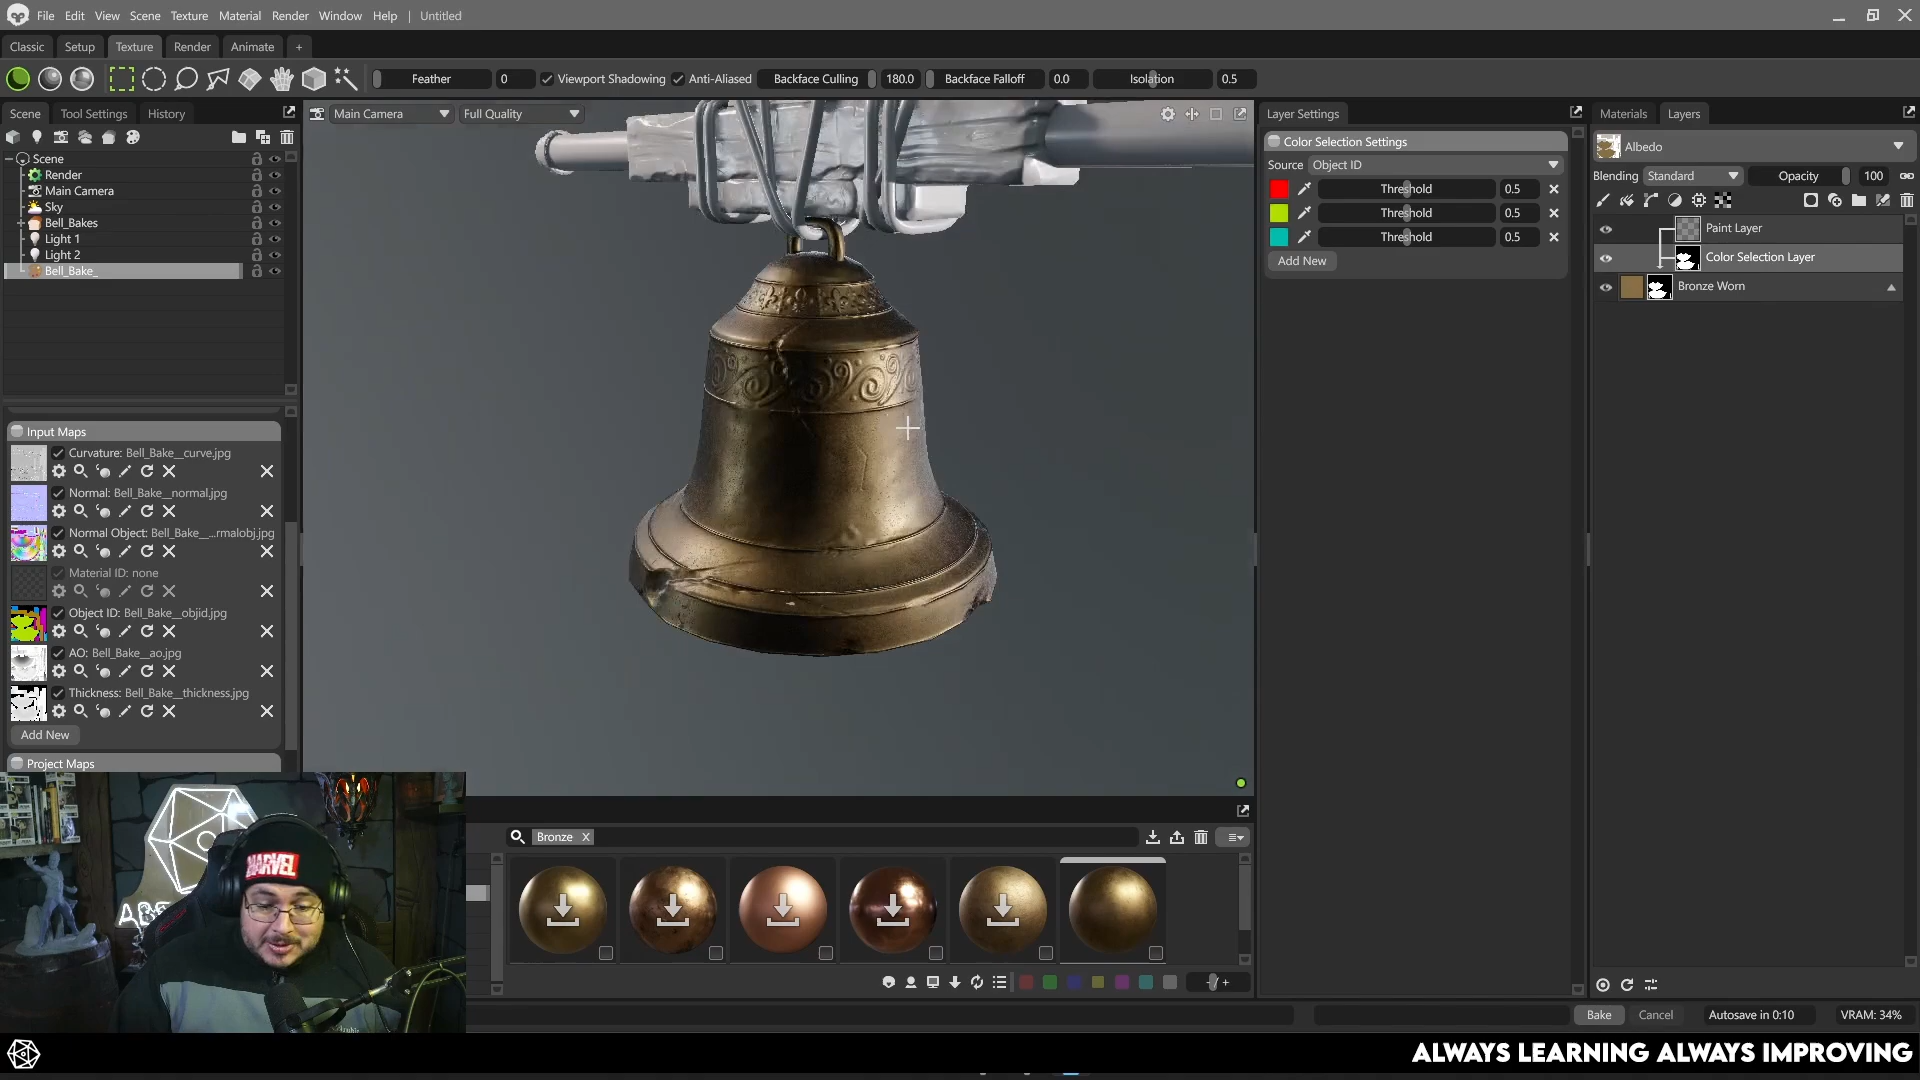 File Edit View Scene Texture Material Render Window Help | Untitled
Classic Setup Texture Render Animate +
Feather 0 Viewport Shadowing Anti-Aliased Backface Culling 180.0 Backface Falloff 0.0 Isolation 0.5
Scene Tool Settings History
Scene
Render
Main Camera
Sky
Bell_Bakes
Light 1
Light 2
Bell_Bake_
Input Maps
Curvature: Bell_Bake__curve.jpg
Normal: Bell_Bake__normal.jpg
Normal Object: Bell_Bake__...rmalobj.jpg
Material ID: none
Object ID: Bell_Bake__objid.jpg
AO: Bell_Bake__ao.jpg
Thickness: Bell_Bake__thickness.jpg
Add New
Project Maps
Main Camera Full Quality
Layer Settings
Color Selection Settings
Source Object ID
Threshold 0.5
Threshold 0.5
Threshold 0.5
Add New
Materials Layers
Albedo
Blending Standard Opacity 100
Paint Layer
Color Selection Layer
Bronze Worn
Bronze
MARVEL
Bake Cancel Autosave in 0:10 VRAM: 34%
ALWAYS LEARNING ALWAYS IMPROVING